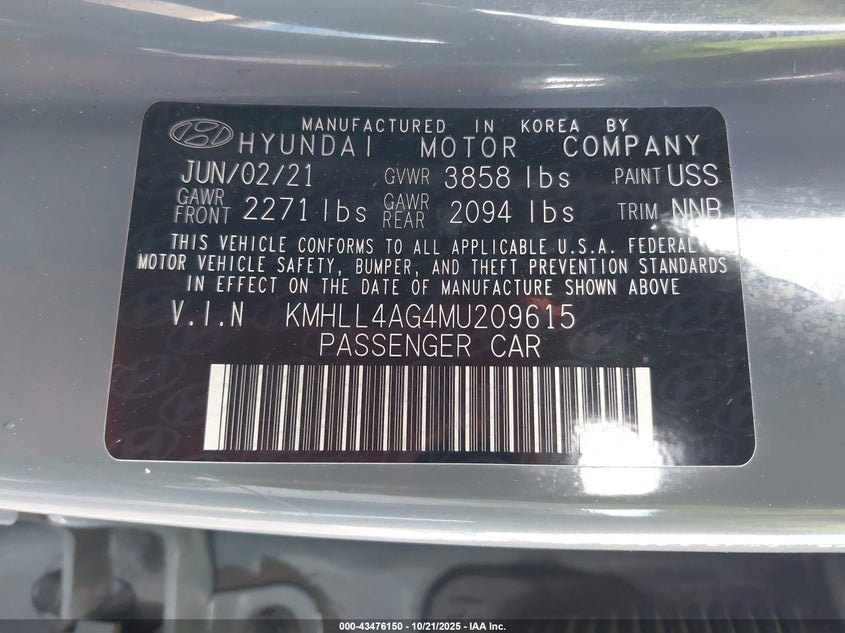 MANUFACTURED IN KOREA BY
HYUNDAI MOTOR COMPANY
JUN/02/21 GVWR 3858 lbs PAINT USS
GAWR FRONT 2271 lbs GAWR REAR 2094 lbs TRIM NNB
THIS VEHICLE CONFORMS TO ALL APPLICABLE U.S.A. FEDERAL
MOTOR VEHICLE SAFETY, BUMPER, AND THEFT PREVENTION STANDARDS
IN EFFECT ON THE DATE OF MANUFACTURE SHOWN ABOVE
V.I.N KMHLL4AG4MU209615
PASSENGER CAR
000-43476150 - 10/21/2025 - IAA Inc.